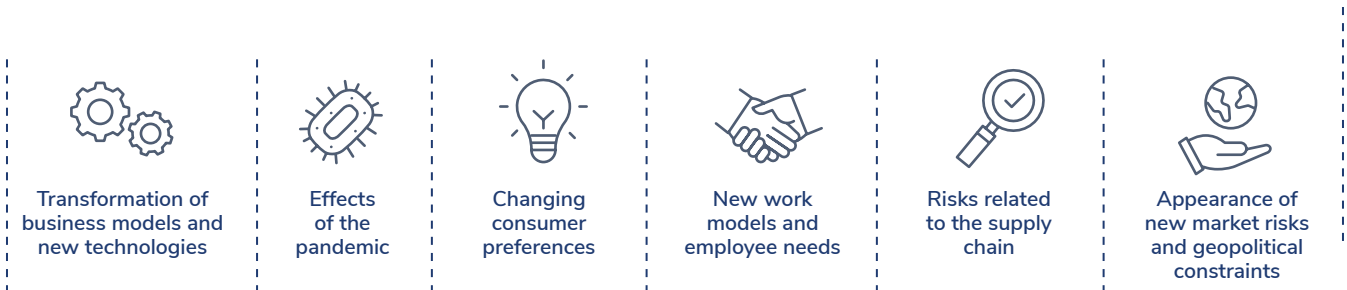 Transformation of
business models and
new technologies
Effects
of the
pandemic
Changing
consumer
preferences
New work
models and
employee needs
Risks related
to the supply
chain
Appearance of
new market risks
and geopolitical
constraints